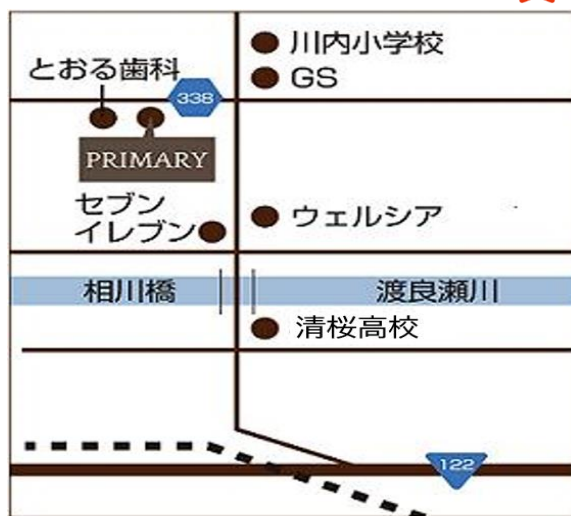 川内小学校
とおる歯科
GS
338
PRIMARY
セブン
イレブン
ウェルシア
相川橋
渡良瀬川
清桜高校
122